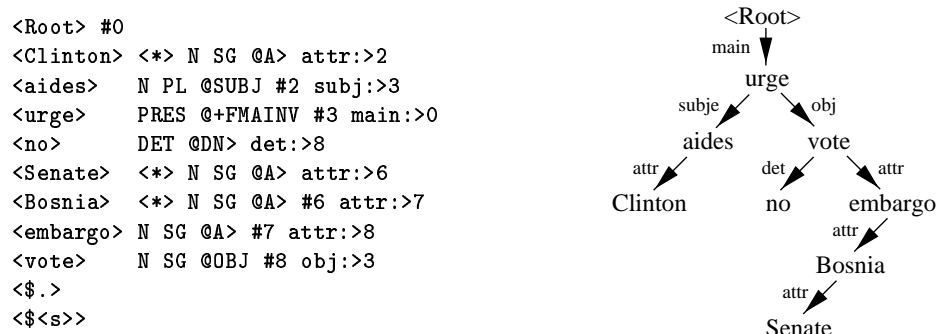 <Root> #0
<Clinton> <*> N SG @A> attr:>2
<aides> N PL @SUBJ #2 subj:>3
<urge> PRES @+FMAINV #3 main:>0
<no> DET @DN> det:>8
<Senate> <*> N SG @A> attr:>6
<Bosnia> <*> N SG @A> #6 attr:>7
<embargo> N SG @A> #7 attr:>8
<vote> N SG @OBJ #8 obj:>3
<$.>
<$<s>>
<Root>
main
urge
subje obj
aides vote
attr det attr
Clinton no embargo
attr
Bosnia
attr
Senate